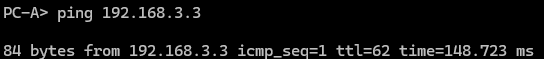 PC-A> ping 192.168.3.3
84 bytes from 192.168.3.3 icmp_seq=1 ttl=62 time=148.723 ms